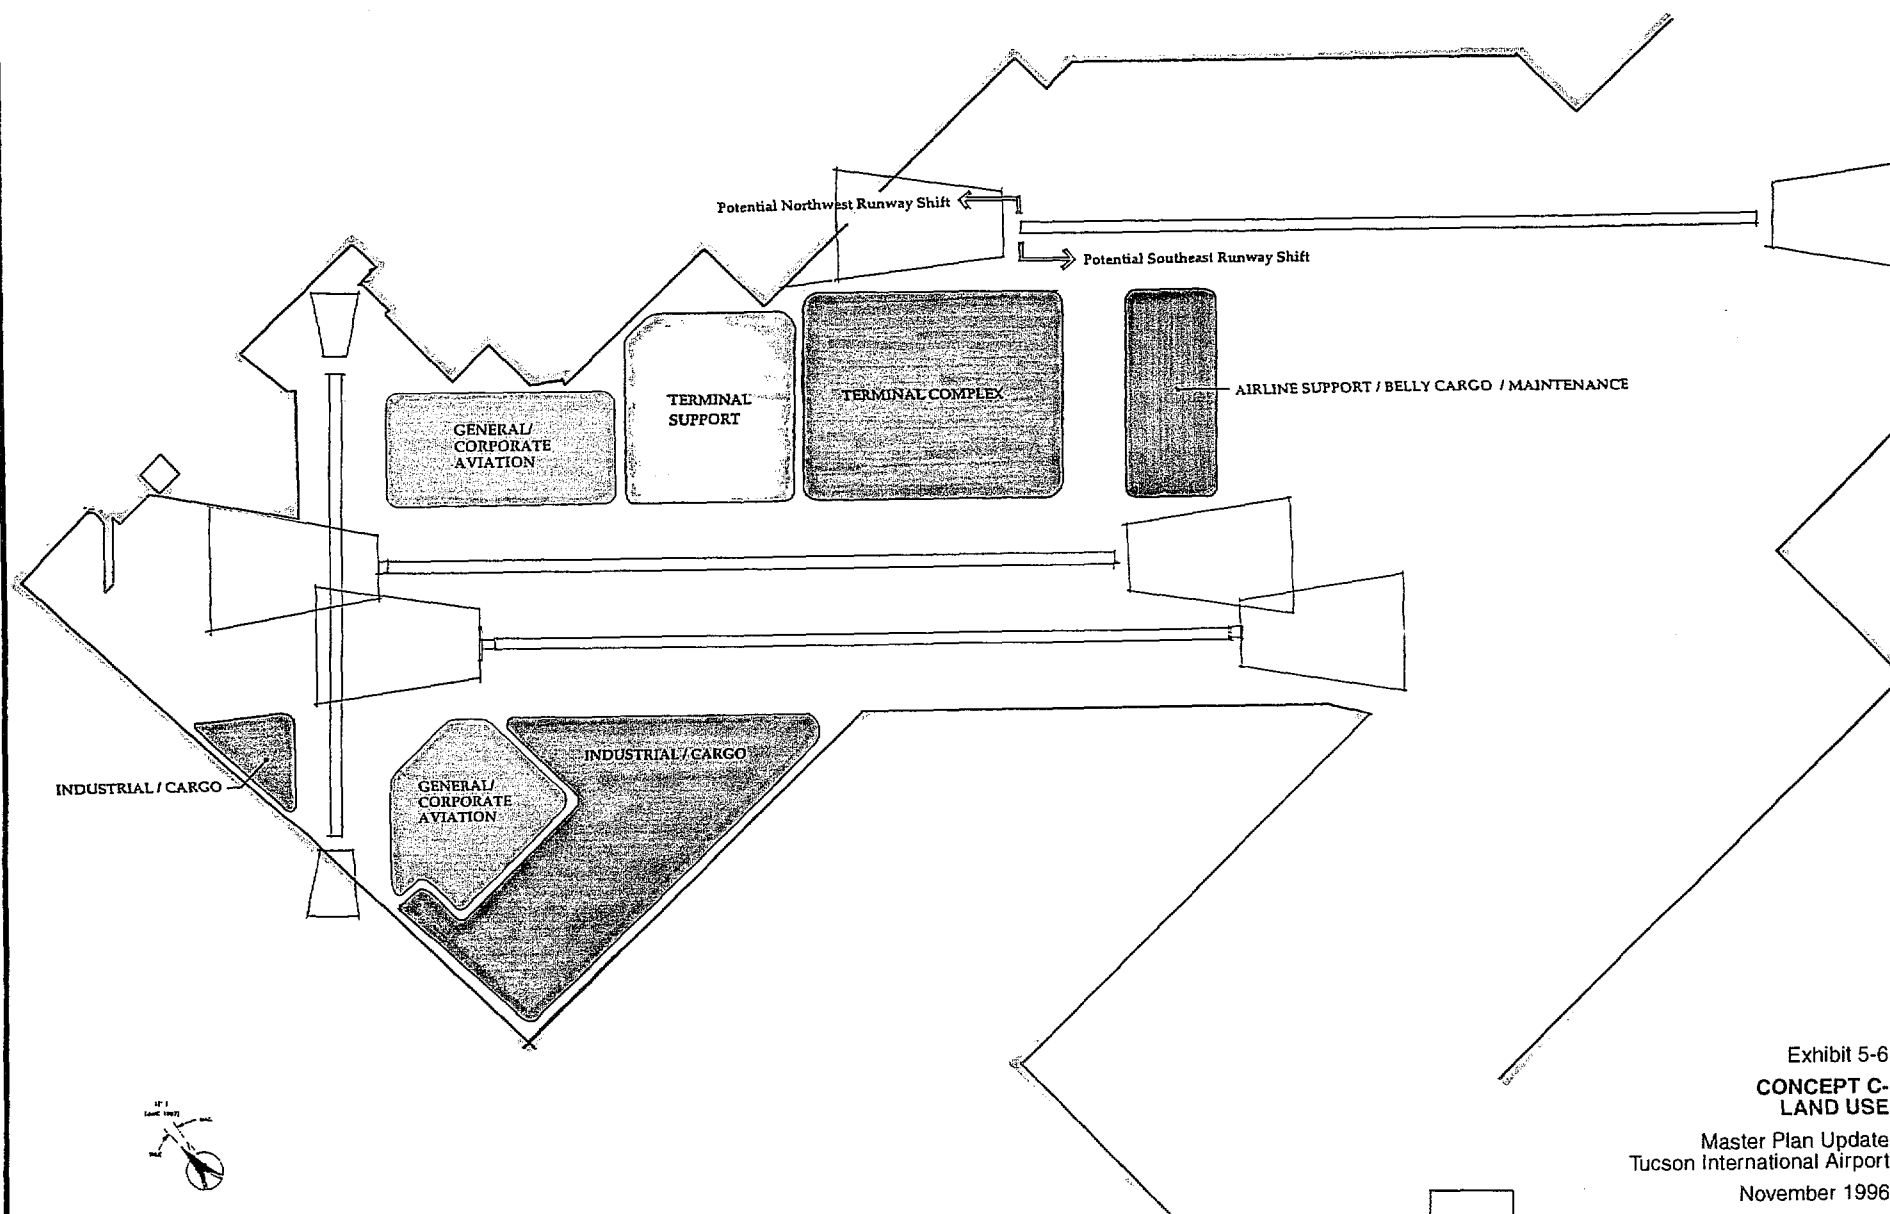 Potential Northwest Runway Shift
Potential Southeast Runway Shift
TERMINAL
SUPPORT
TERMINAL COMPLEX
AIRLINE SUPPORT / BELLY CARGO / MAINTENANCE
GENERAL/
CORPORATE
AVIATION
INDUSTRIAL / CARGO
INDUSTRIAL / CARGO
GENERAL/
CORPORATE
AVIATION
Exhibit 5-6
CONCEPT C-
LAND USE
Master Plan Update
Tucson International Airport
November 1996